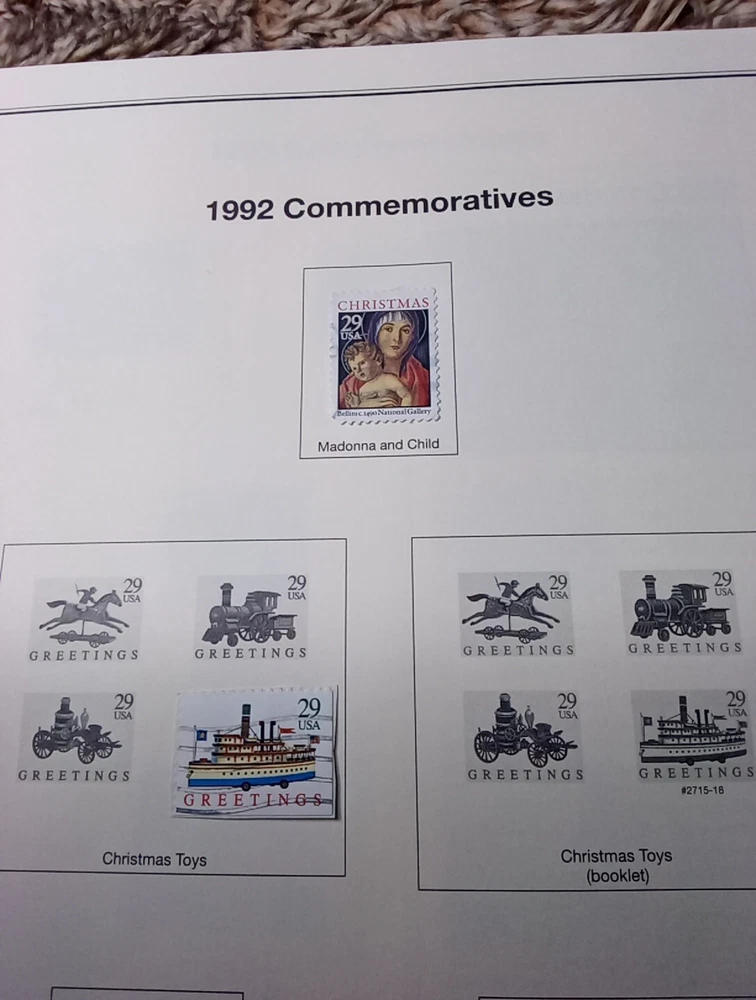 1992 Commemoratives
CHRISTMAS
29
USA
Bellini c.1490 National Gallery
Madonna and Child
29
USA
GREETINGS
29
USA
GREETINGS
29
USA
GREETINGS
29
USA
GREETINGS
Christmas Toys
29
USA
GREETINGS
29
USA
GREETINGS
29
USA
GREETINGS
29
USA
GREETINGS
#2715-18
Christmas Toys
(booklet)